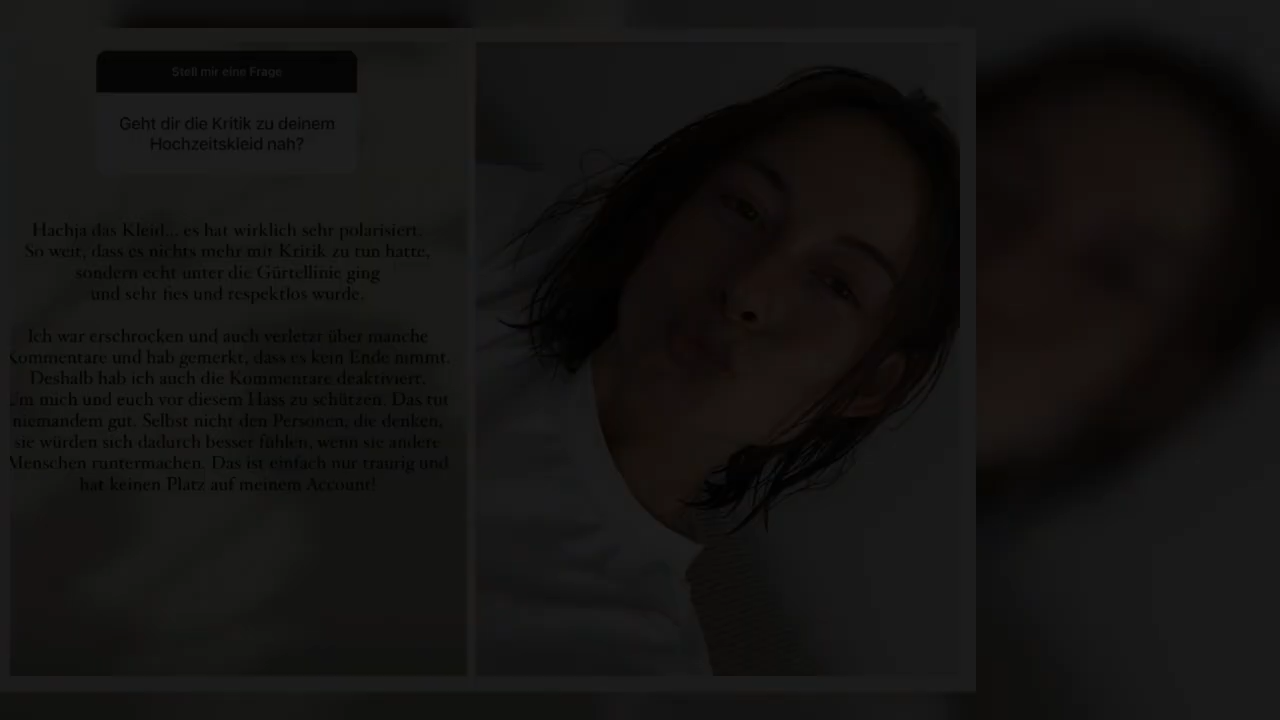 Stell mir eine Frage
Geht dir die Kritik zu deinem
Hochzeitskleid nah?
Hachja das Kleid... es hat wirklich sehr polarisiert.
So weit, dass es nichts mehr mit Kritik zu tun hatte,
sondern echt unter die Gürtellinie ging
und sehr fies und respektlos wurde.
Ich war erschrocken und auch verletzt über manche
Kommentare und hab gemerkt, dass es kein Ende nimmt.
Deshalb hab ich auch die Kommentare deaktiviert.
Um mich und euch vor diesem Hass zu schützen. Das tut
niemandem gut. Selbst nicht den Personen, die denken,
sie würden sich dadurch besser fühlen, wenn sie andere
Menschen runtermachen. Das ist einfach nur traurig und
hat keinen Platz auf meinem Account!